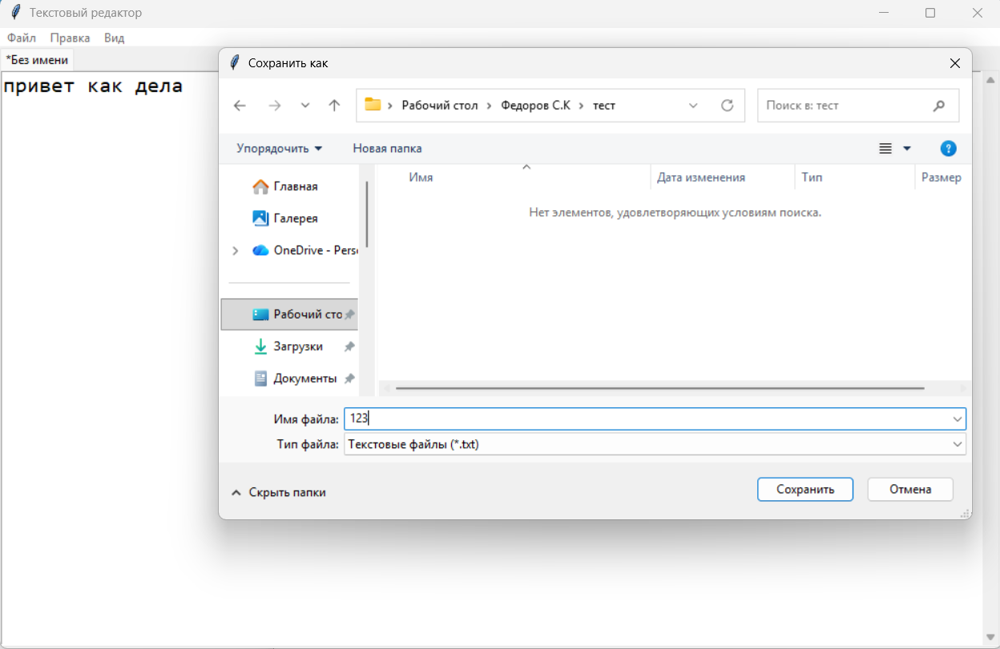 Текстовый редактор
Файл Правка Вид
*Без имени
привет как дела
Сохранить как
Рабочий стол Федоров С.К тест
Поиск в: тест
Упорядочить Новая папка
Имя Дата изменения Тип Размер
Нет элементов, удовлетворяющих условиям поиска.
Главная
Галерея
OneDrive - Perso
Рабочий сто
Загрузки
Документы
Имя файла: 123
Тип файла: Текстовые файлы (*.txt)
Скрыть папки
Сохранить Отмена